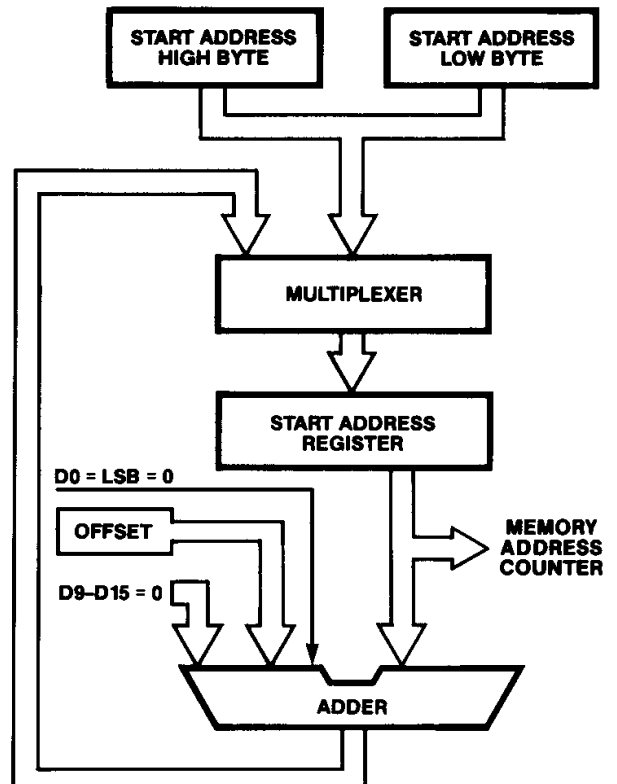 START ADDRESS
HIGH BYTE
START ADDRESS
LOW BYTE
MULTIPLEXER
START ADDRESS
REGISTER
D0 = LSB = 0
OFFSET
MEMORY
ADDRESS
COUNTER
D9–D15 = 0
ADDER